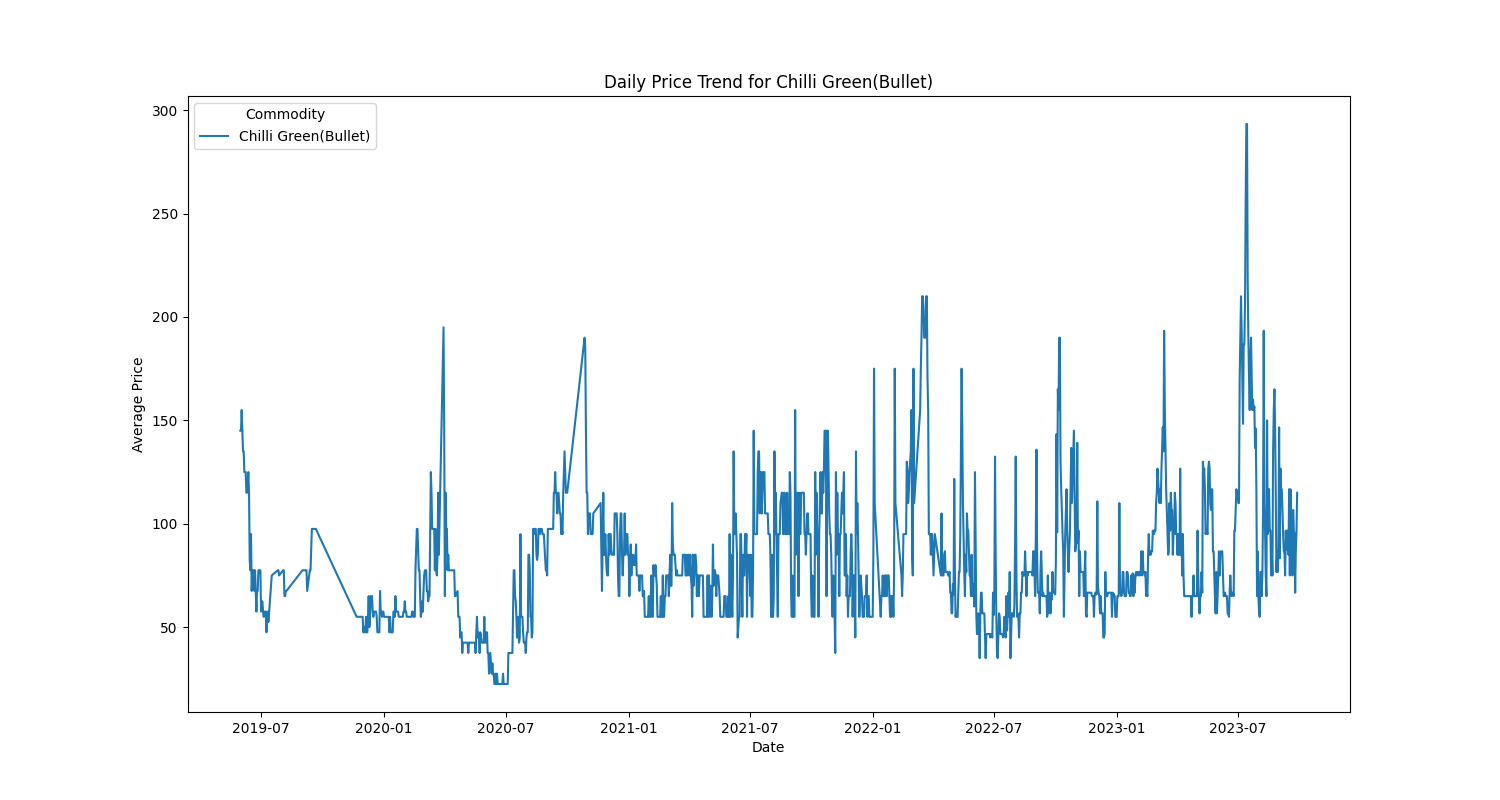 Daily Price Trend for Chilli Green(Bullet)
Commodity
Chilli Green(Bullet)
Average Price
300
250
200
150
100
50
2019-07 2020-01 2020-07 2021-01 2021-07 2022-01 2022-07 2023-01 2023-07
Date